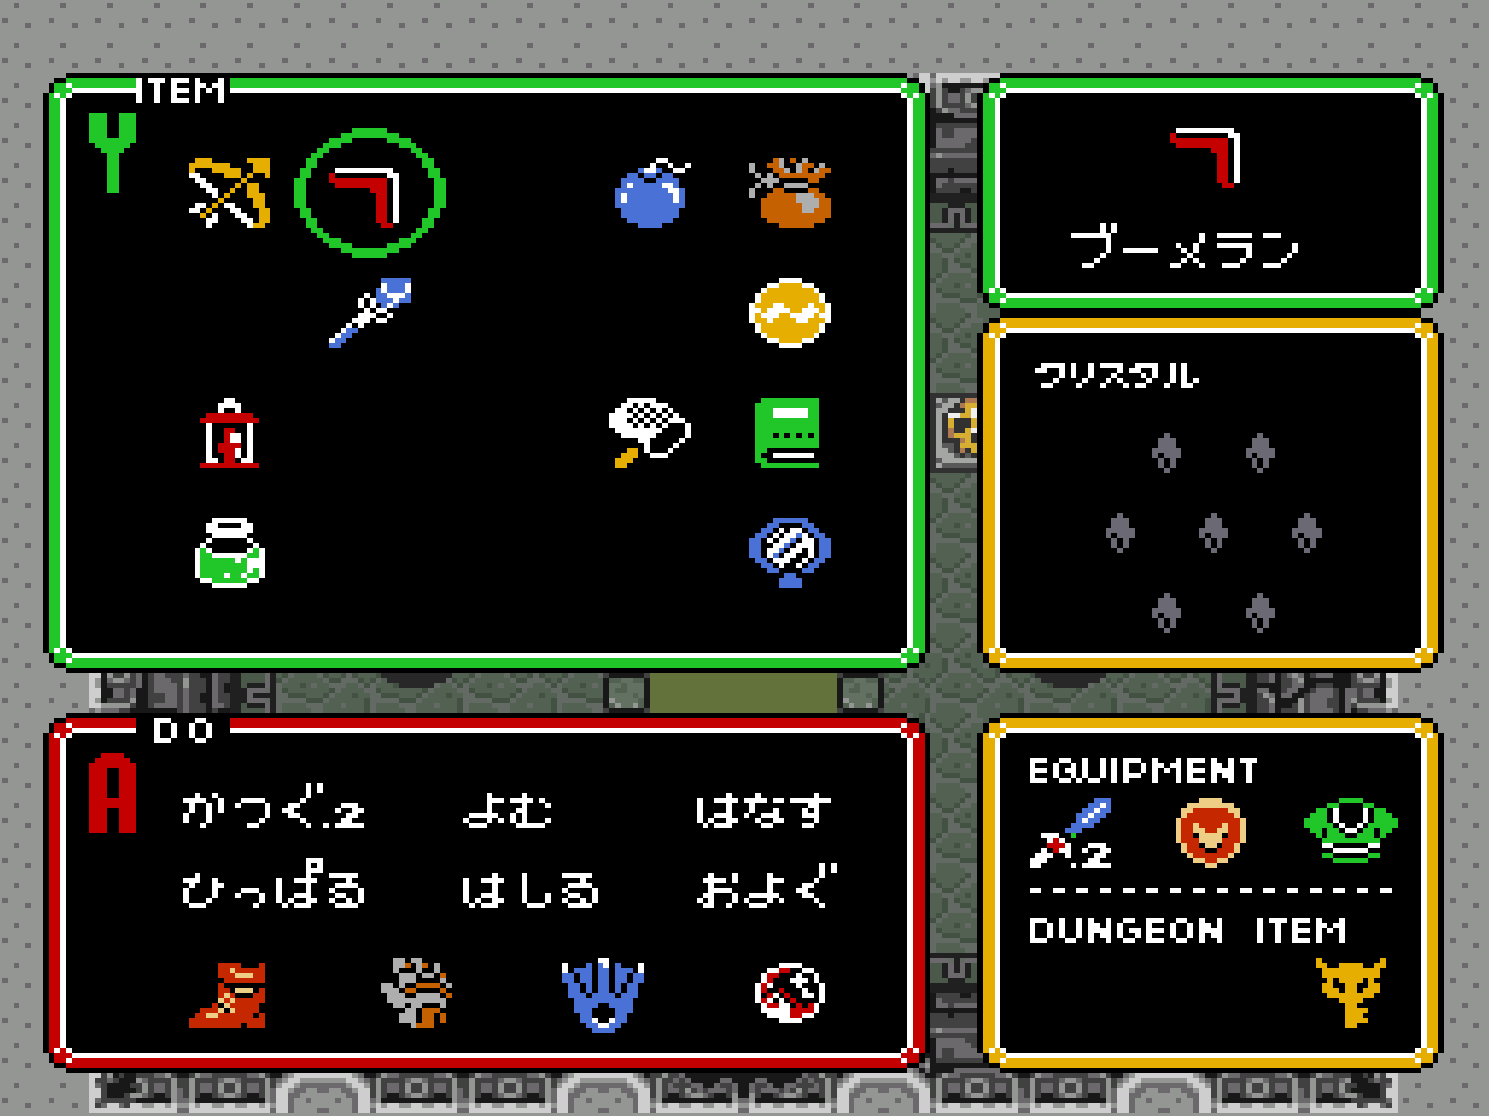 ITEM
Y
ブーメラン
クリスタル
DO
A
かつぐ.2 よむ はなす
ひっぱる はしる およぐ
EQUIPMENT
.2
DUNGEON ITEM